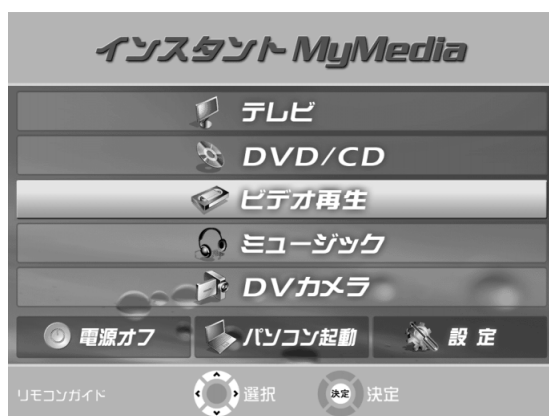 インスタントMyMedia
テレビ
DVD/CD
ビデオ再生
ミュージック
DVカメラ
電源オフ パソコン起動 設定
リモコンガイド 選択 決定 決定